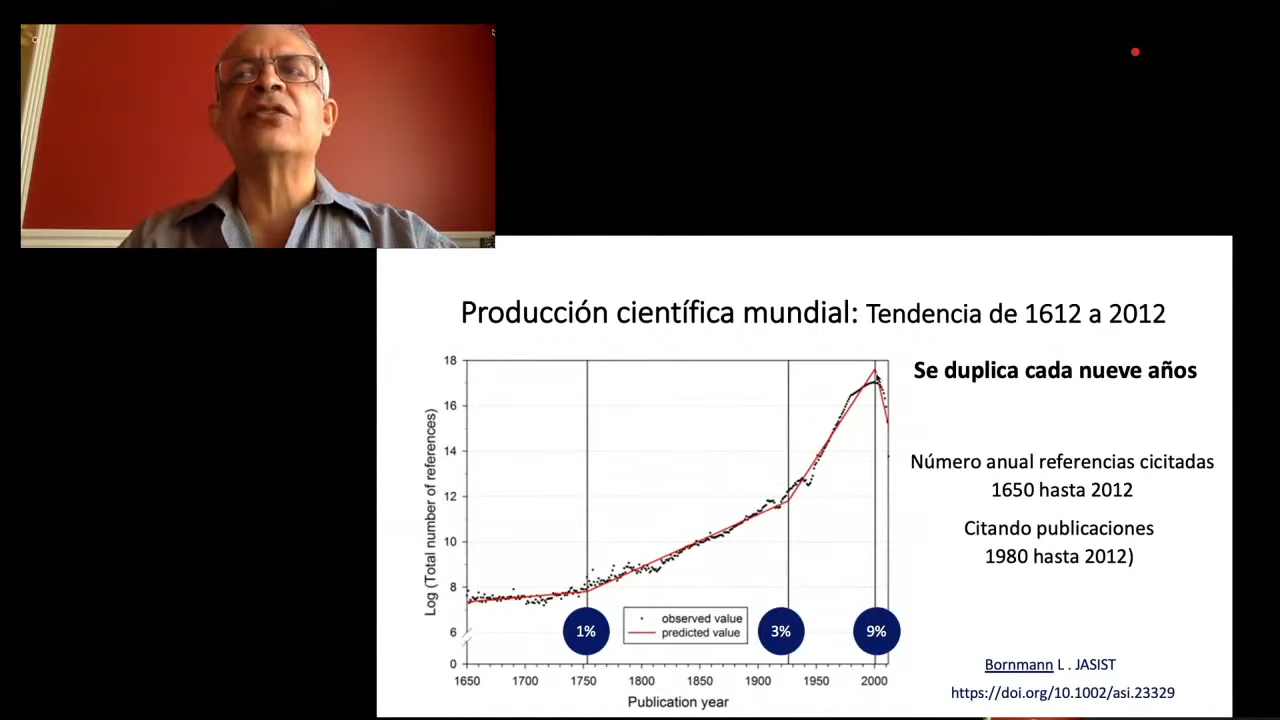 Producción científica mundial: Tendencia de 1612 a 2012
Se duplica cada nueve años
Número anual referencias cicitadas
1650 hasta 2012
Citando publicaciones
1980 hasta 2012)
Bornmann L . JASIST
https://doi.org/10.1002/asi.23329
Log (Total number of references)
18
16
14
12
10
8
6
0
1%
3%
9%
observed value
predicted value
1650 1700 1750 1800 1850 1900 1950 2000
Publication year